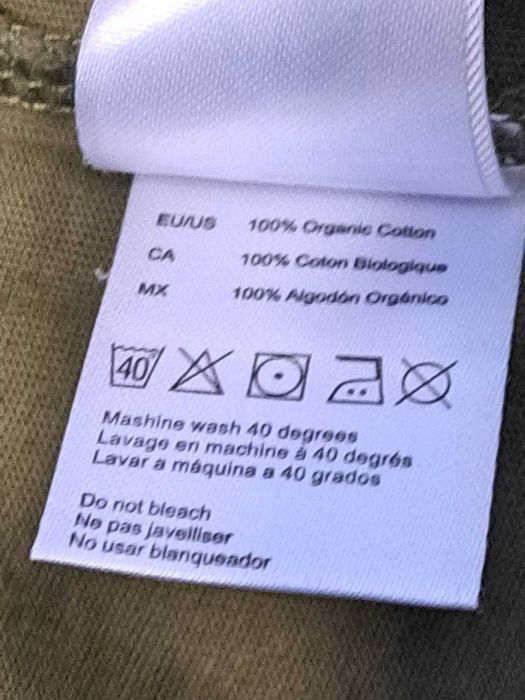 EU/US 100% Organic Cotton
CA 100% Coton Biologique
MX 100% Algodón Orgánico
40°
Mashine wash 40 degrees
Lavage en machine à 40 degrés
Lavar a máquina a 40 grados
Do not bleach
Ne pas javelliser
No usar blanqueador